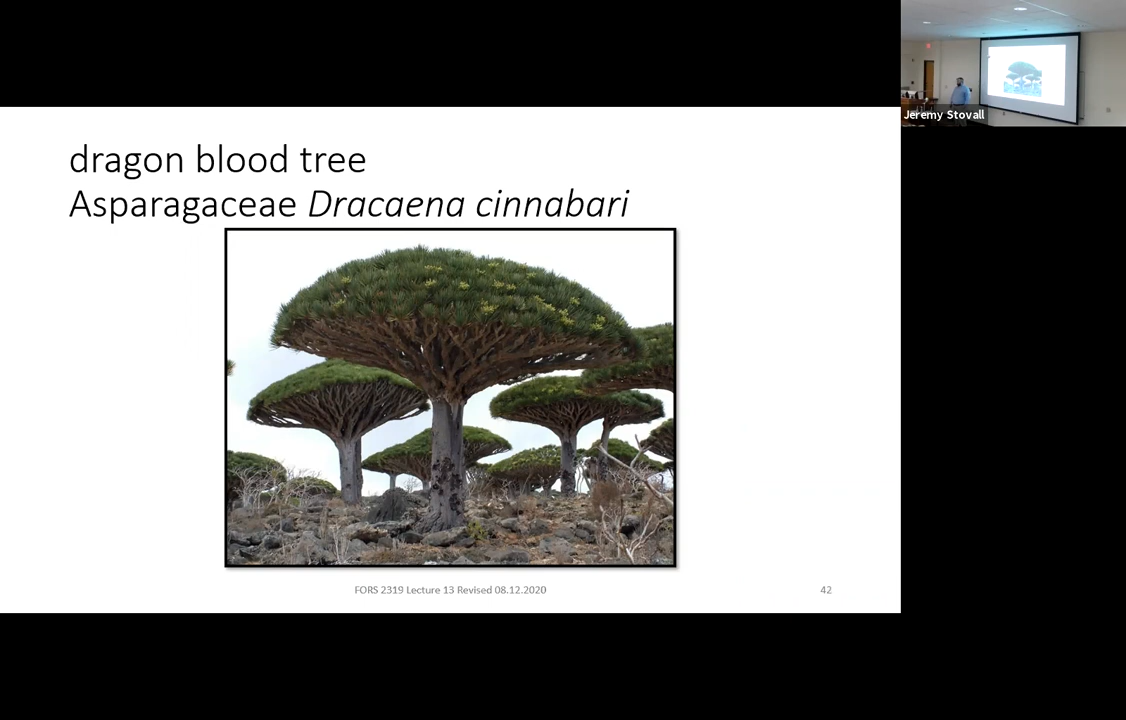 dragon blood tree
Asparagaceae Dracaena cinnabari
FORS 2319 Lecture 13 Revised 08.12.2020
42
Jeremy Stovall